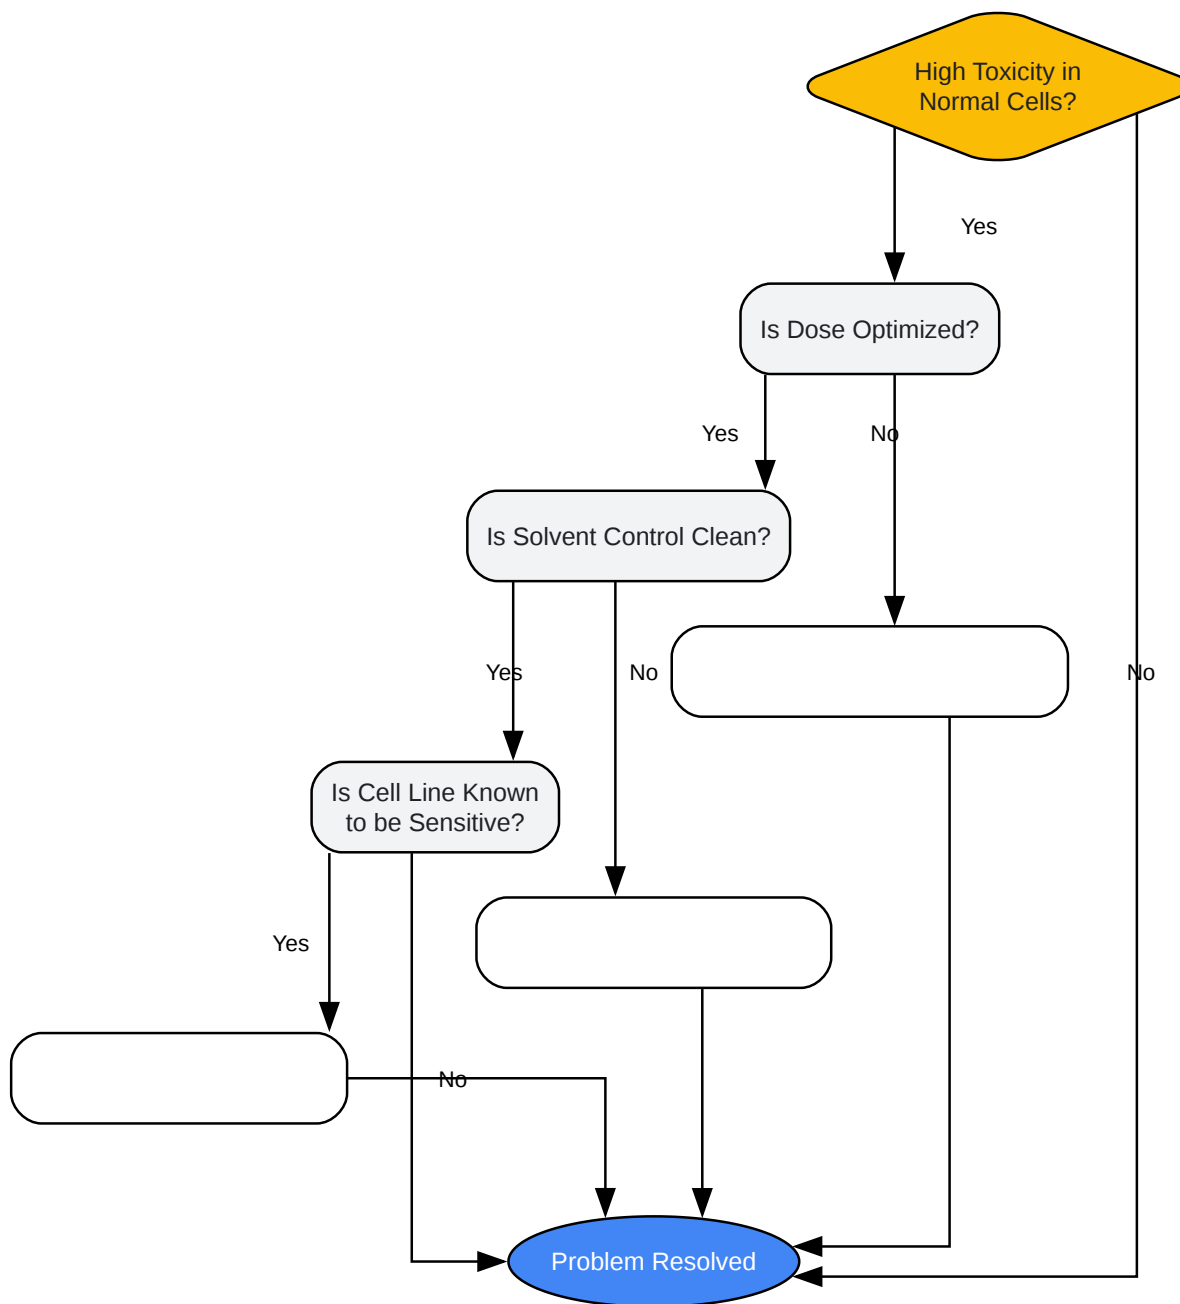 High Toxicity in
Normal Cells?
Yes
Is Dose Optimized?
Yes
No
Is Solvent Control Clean?
Yes
No
No
Is Cell Line Known
to be Sensitive?
Yes
No
Problem Resolved